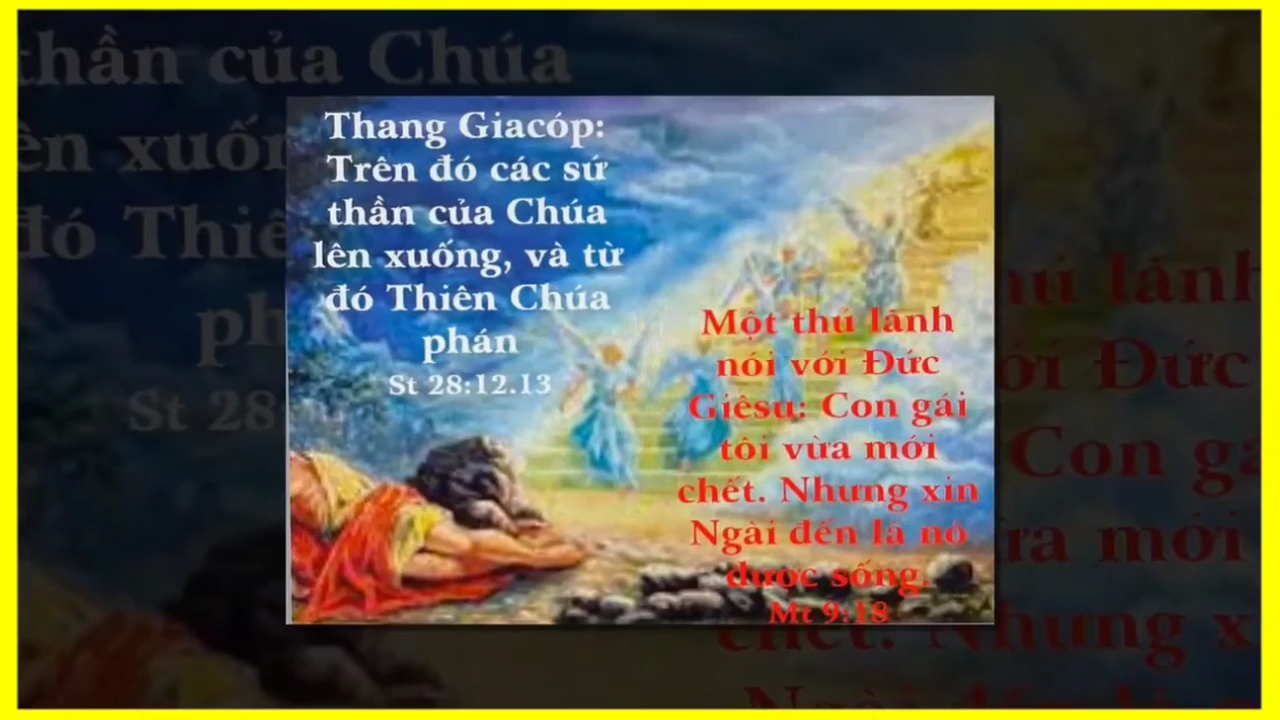 Thang Giacóp:
Trên đó các sứ
thần của Chúa
lên xuống, và từ
đó Thiên Chúa
phán
St 28:12.13
Một thủ lãnh
nói với Đức
Giêsu: Con gái
tôi vừa mới
chết. Nhưng xin
Ngài đến là nó
được sống.
Mt 9:18